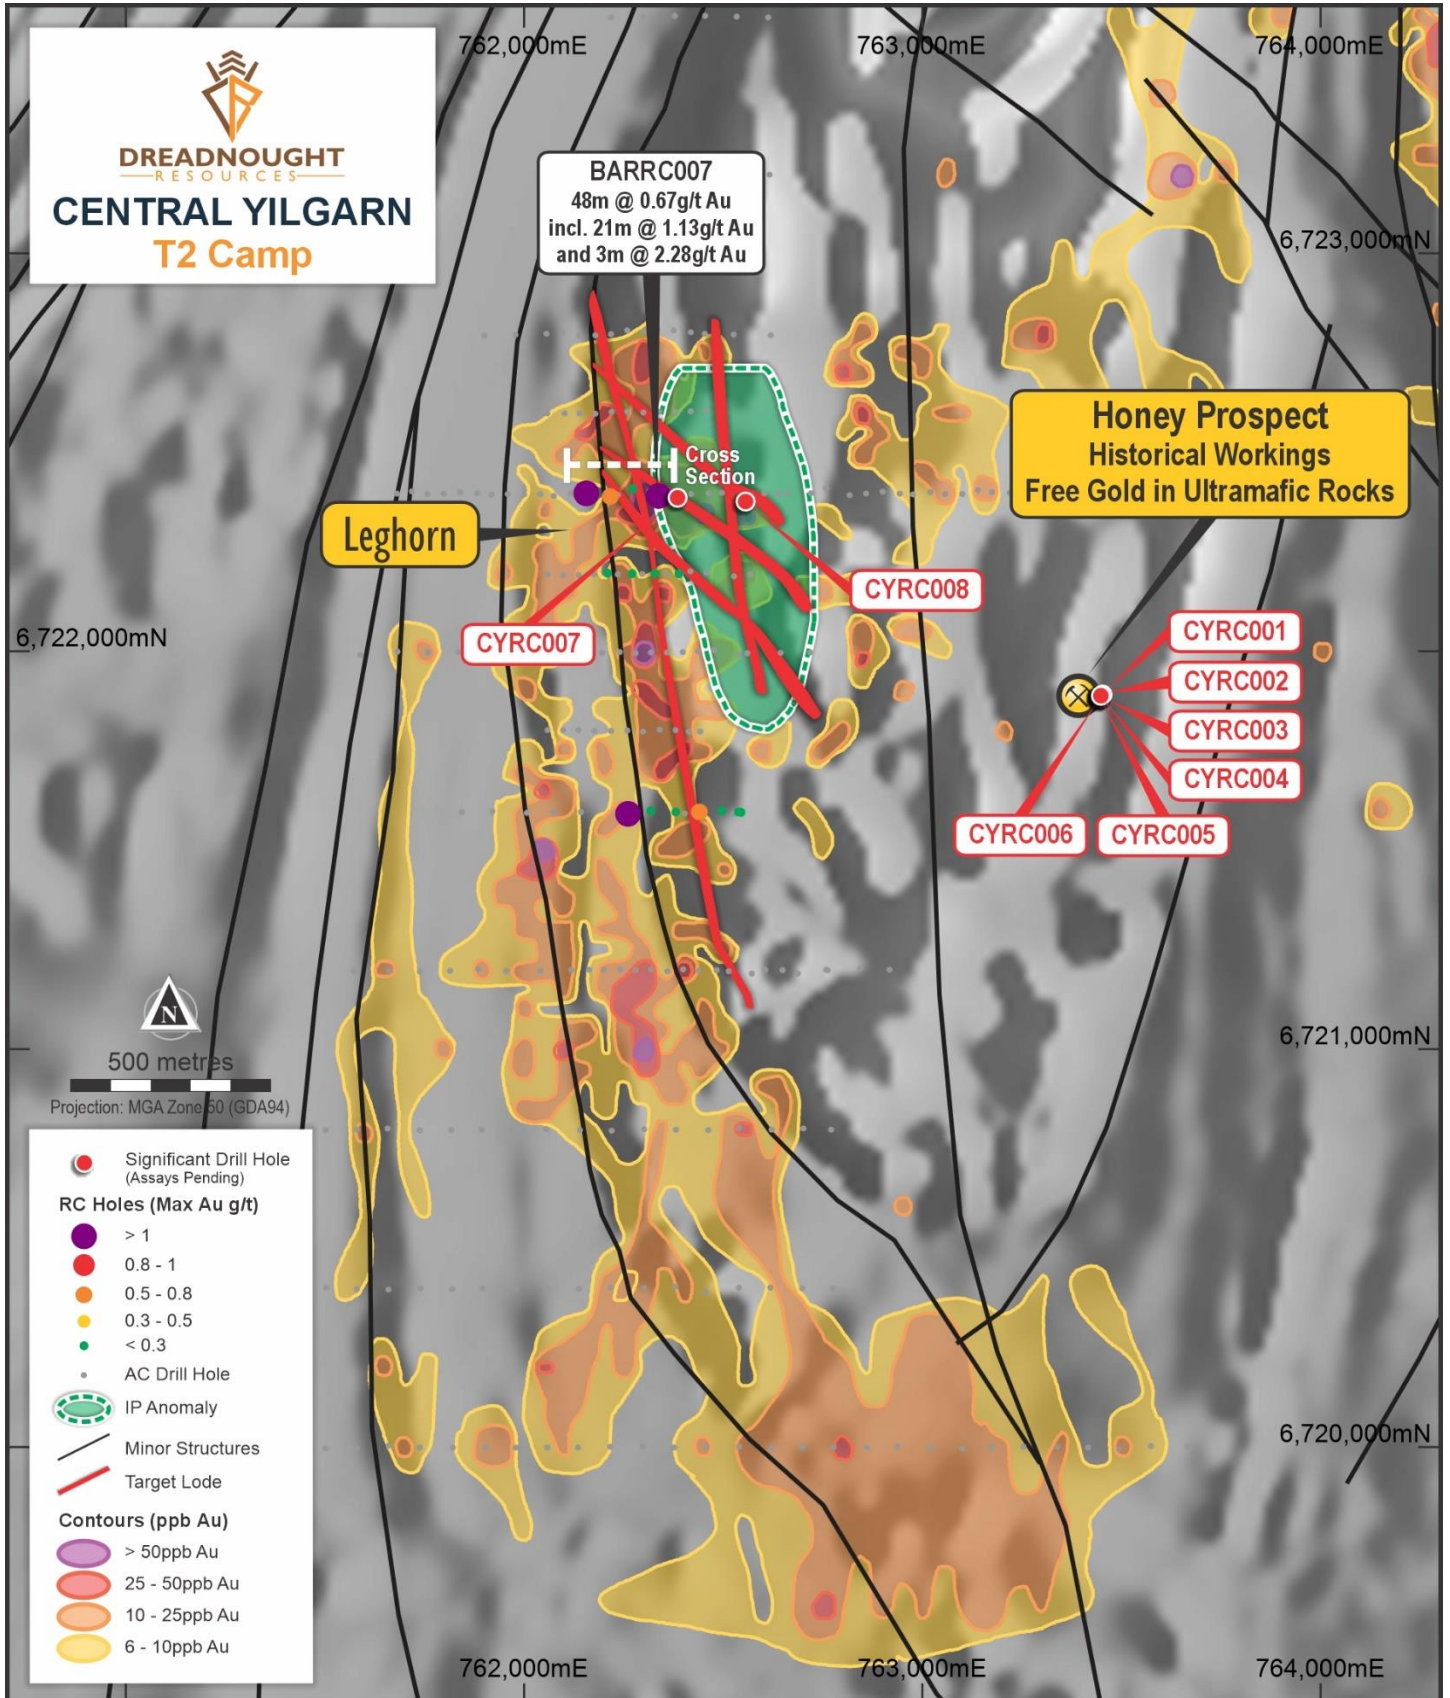 762,000mE
763,000mE
764,000mE
DREADNOUGHT
RESOURCES
CENTRAL YILGARN
T2 Camp
BARRC007
48m @ 0.67g/t Au
incl. 21m @ 1.13g/t Au
and 3m @ 2.28g/t Au
6,723,000mN
Honey Prospect
Historical Workings
Free Gold in Ultramafic Rocks
Cross
Section
Leghorn
CYRC008
CYRC007
6,722,000mN
CYRC001
CYRC002
CYRC003
CYRC004
CYRC006
CYRC005
N
500 metres
Projection: MGA Zone 50 (GDA94)
6,721,000mN
Significant Drill Hole
(Assays Pending)
RC Holes (Max Au g/t)
> 1
0.8 - 1
0.5 - 0.8
0.3 - 0.5
< 0.3
AC Drill Hole
IP Anomaly
Minor Structures
Target Lode
Contours (ppb Au)
> 50ppb Au
25 - 50ppb Au
10 - 25ppb Au
6 - 10ppb Au
6,720,000mN
762,000mE
763,000mE
764,000mE